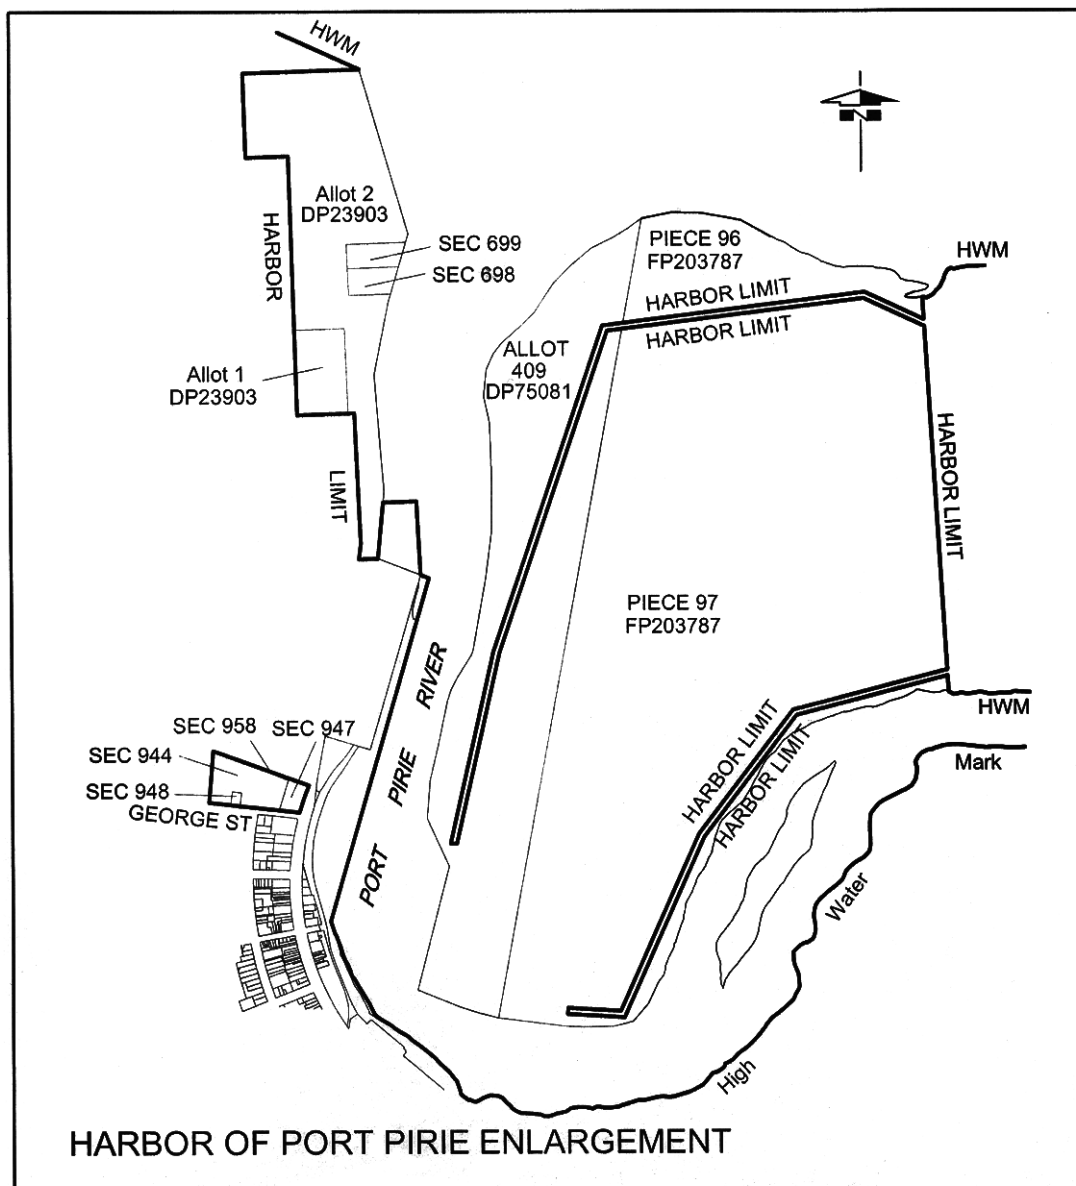 HWM
Allot 2
DP23903
HARBOR
SEC 699
SEC 698
Allot 1
DP23903
LIMIT
N
PIECE 96
FP203787
HWM
HARBOR LIMIT
HARBOR LIMIT
ALLOT
409
DP75081
HARBOR LIMIT
PIECE 97
FP203787
PORT PIRIE RIVER
SEC 958
SEC 947
SEC 944
SEC 948
GEORGE ST
HARBOR LIMIT
HARBOR LIMIT
HWM
High Water Mark
HARBOR OF PORT PIRIE ENLARGEMENT